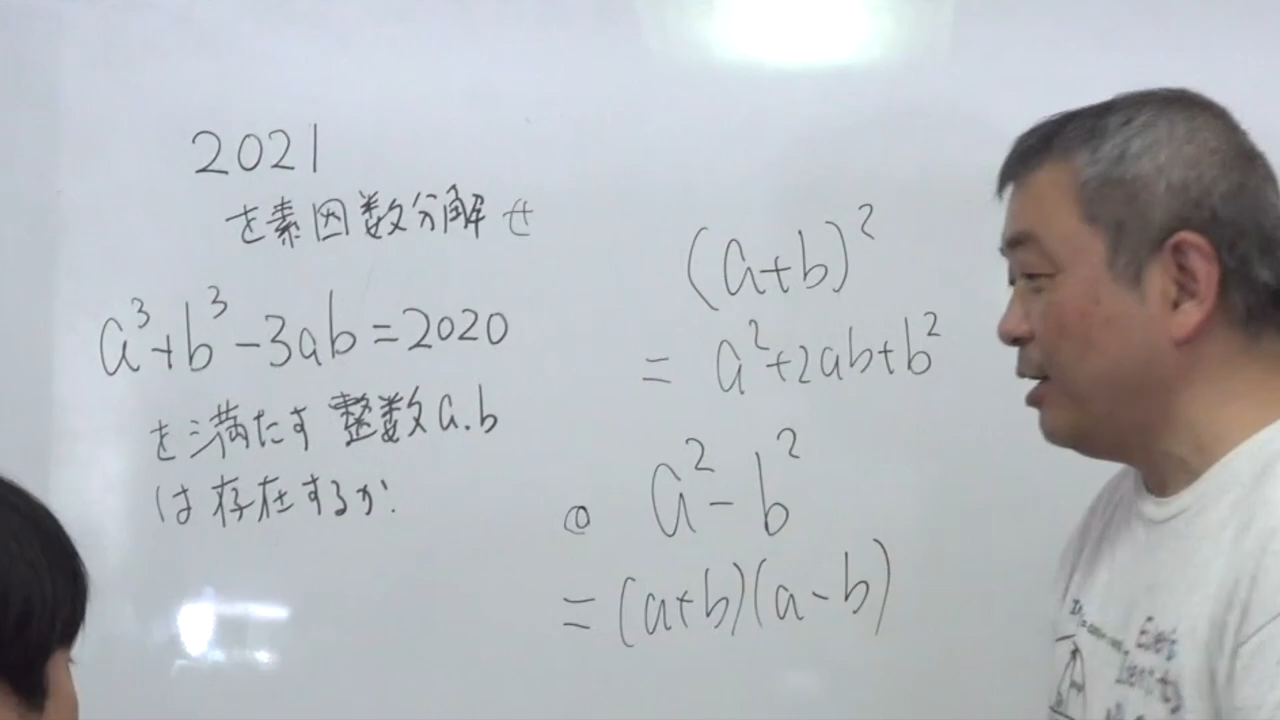 2021
を素因数分解せ
a³+b³-3ab=2020
を満たす整数a.b
は存在するか.
(a+b)²
= a²+2ab+b²
◎ a²-b²
=(a+b)(a-b)